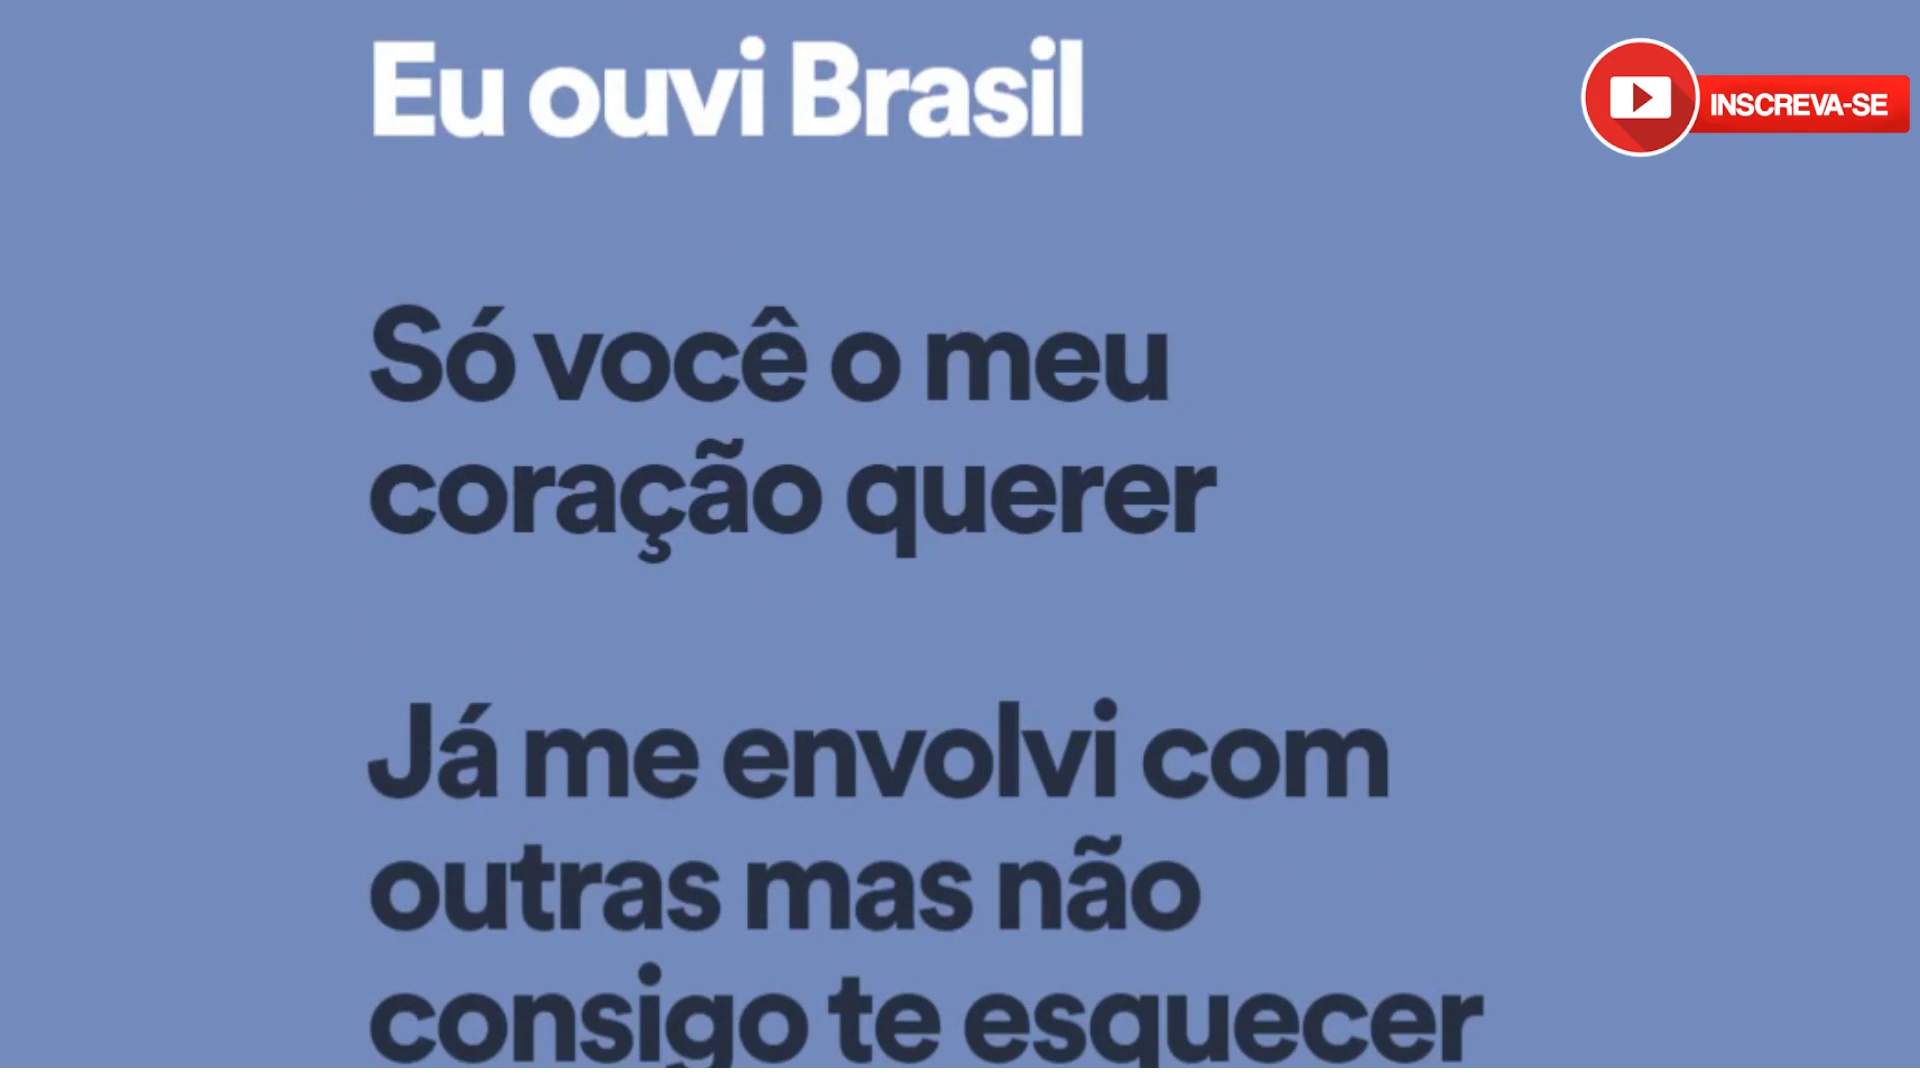 Eu ouvi Brasil
INSCREVA-SE
Só você o meu
coração querer
Já me envolvi com
outras mas não
consigo te esquecer